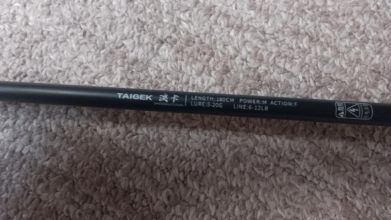 TAIGEK
LENGTH:180CM POWER:M ACTION:F
LURE:5-20G LINE:6-12LB